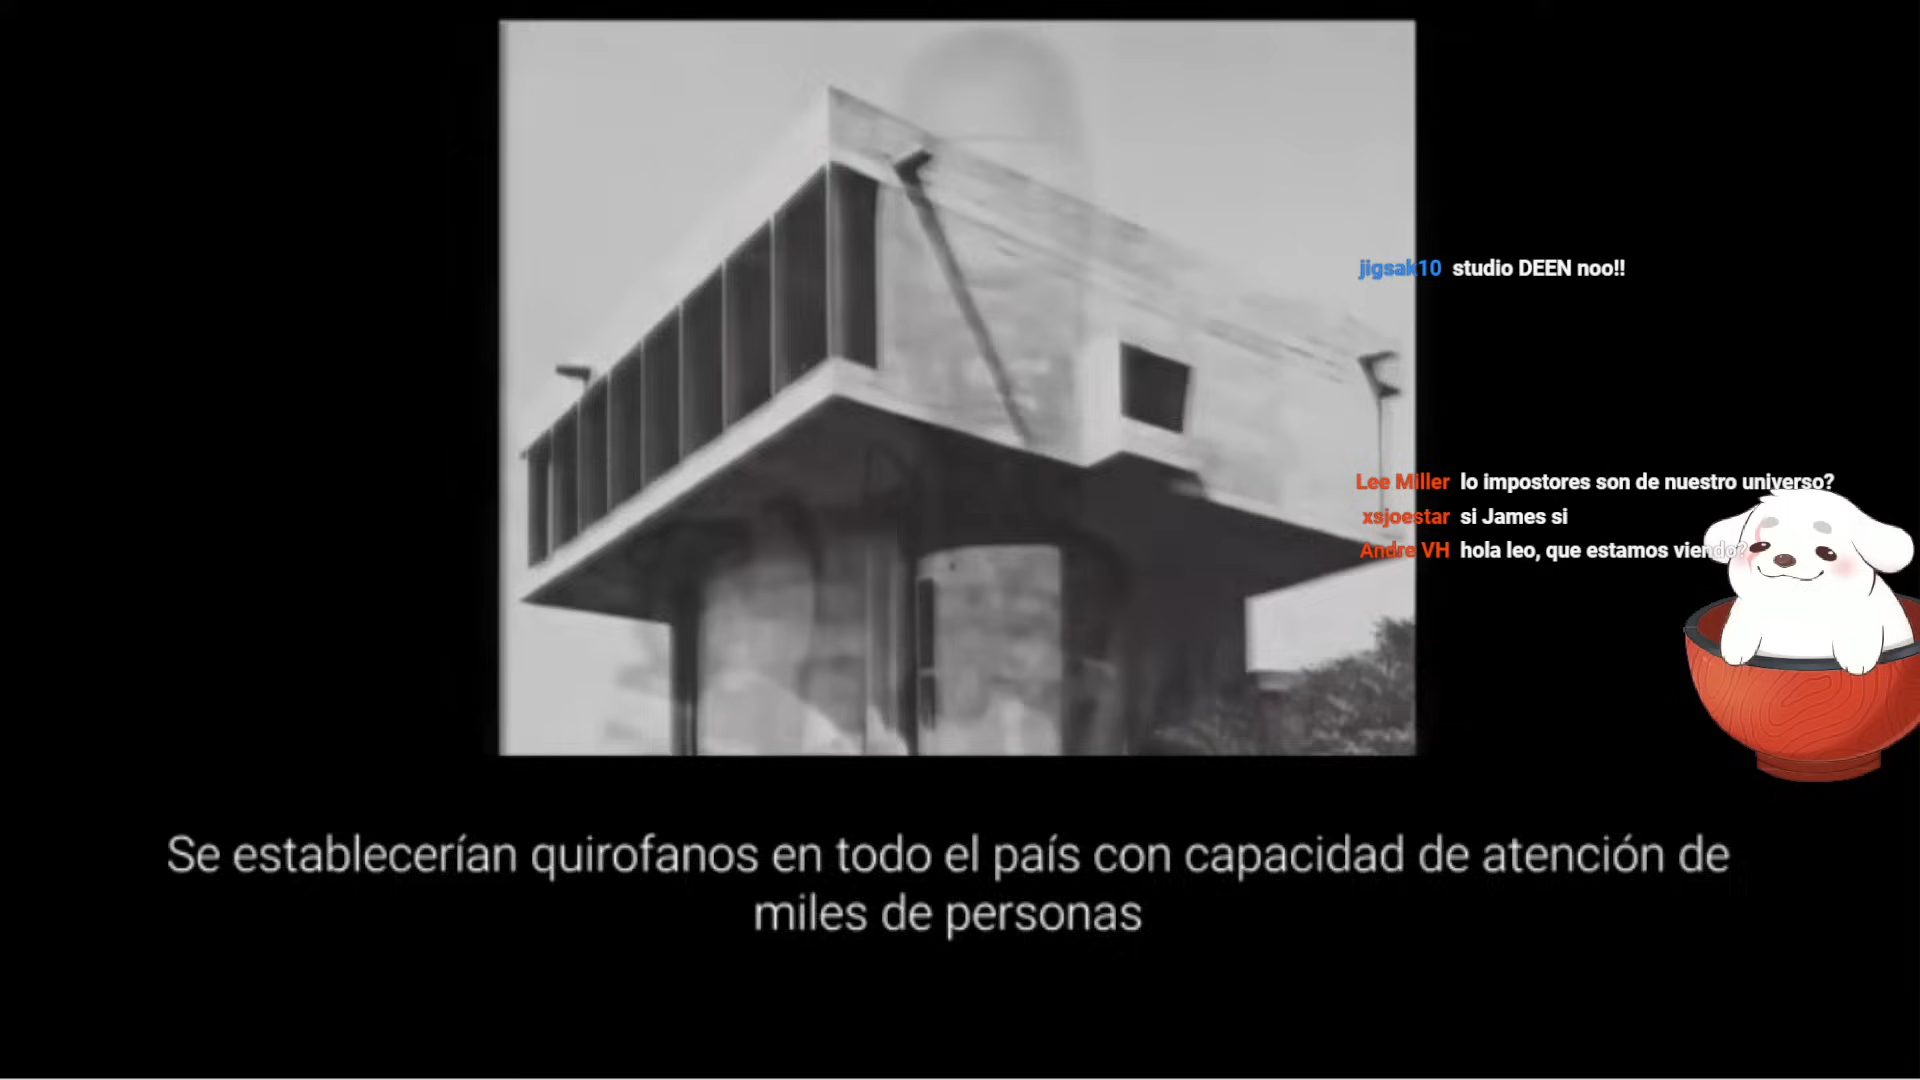 jigsak10 studio DEEN noo!!
Lee Miller lo impostores son de nuestro universo?
xsjoestar si James si
Andre VH hola leo, que estamos viendo?
Se establecerían quirofanos en todo el país con capacidad de atención de
miles de personas